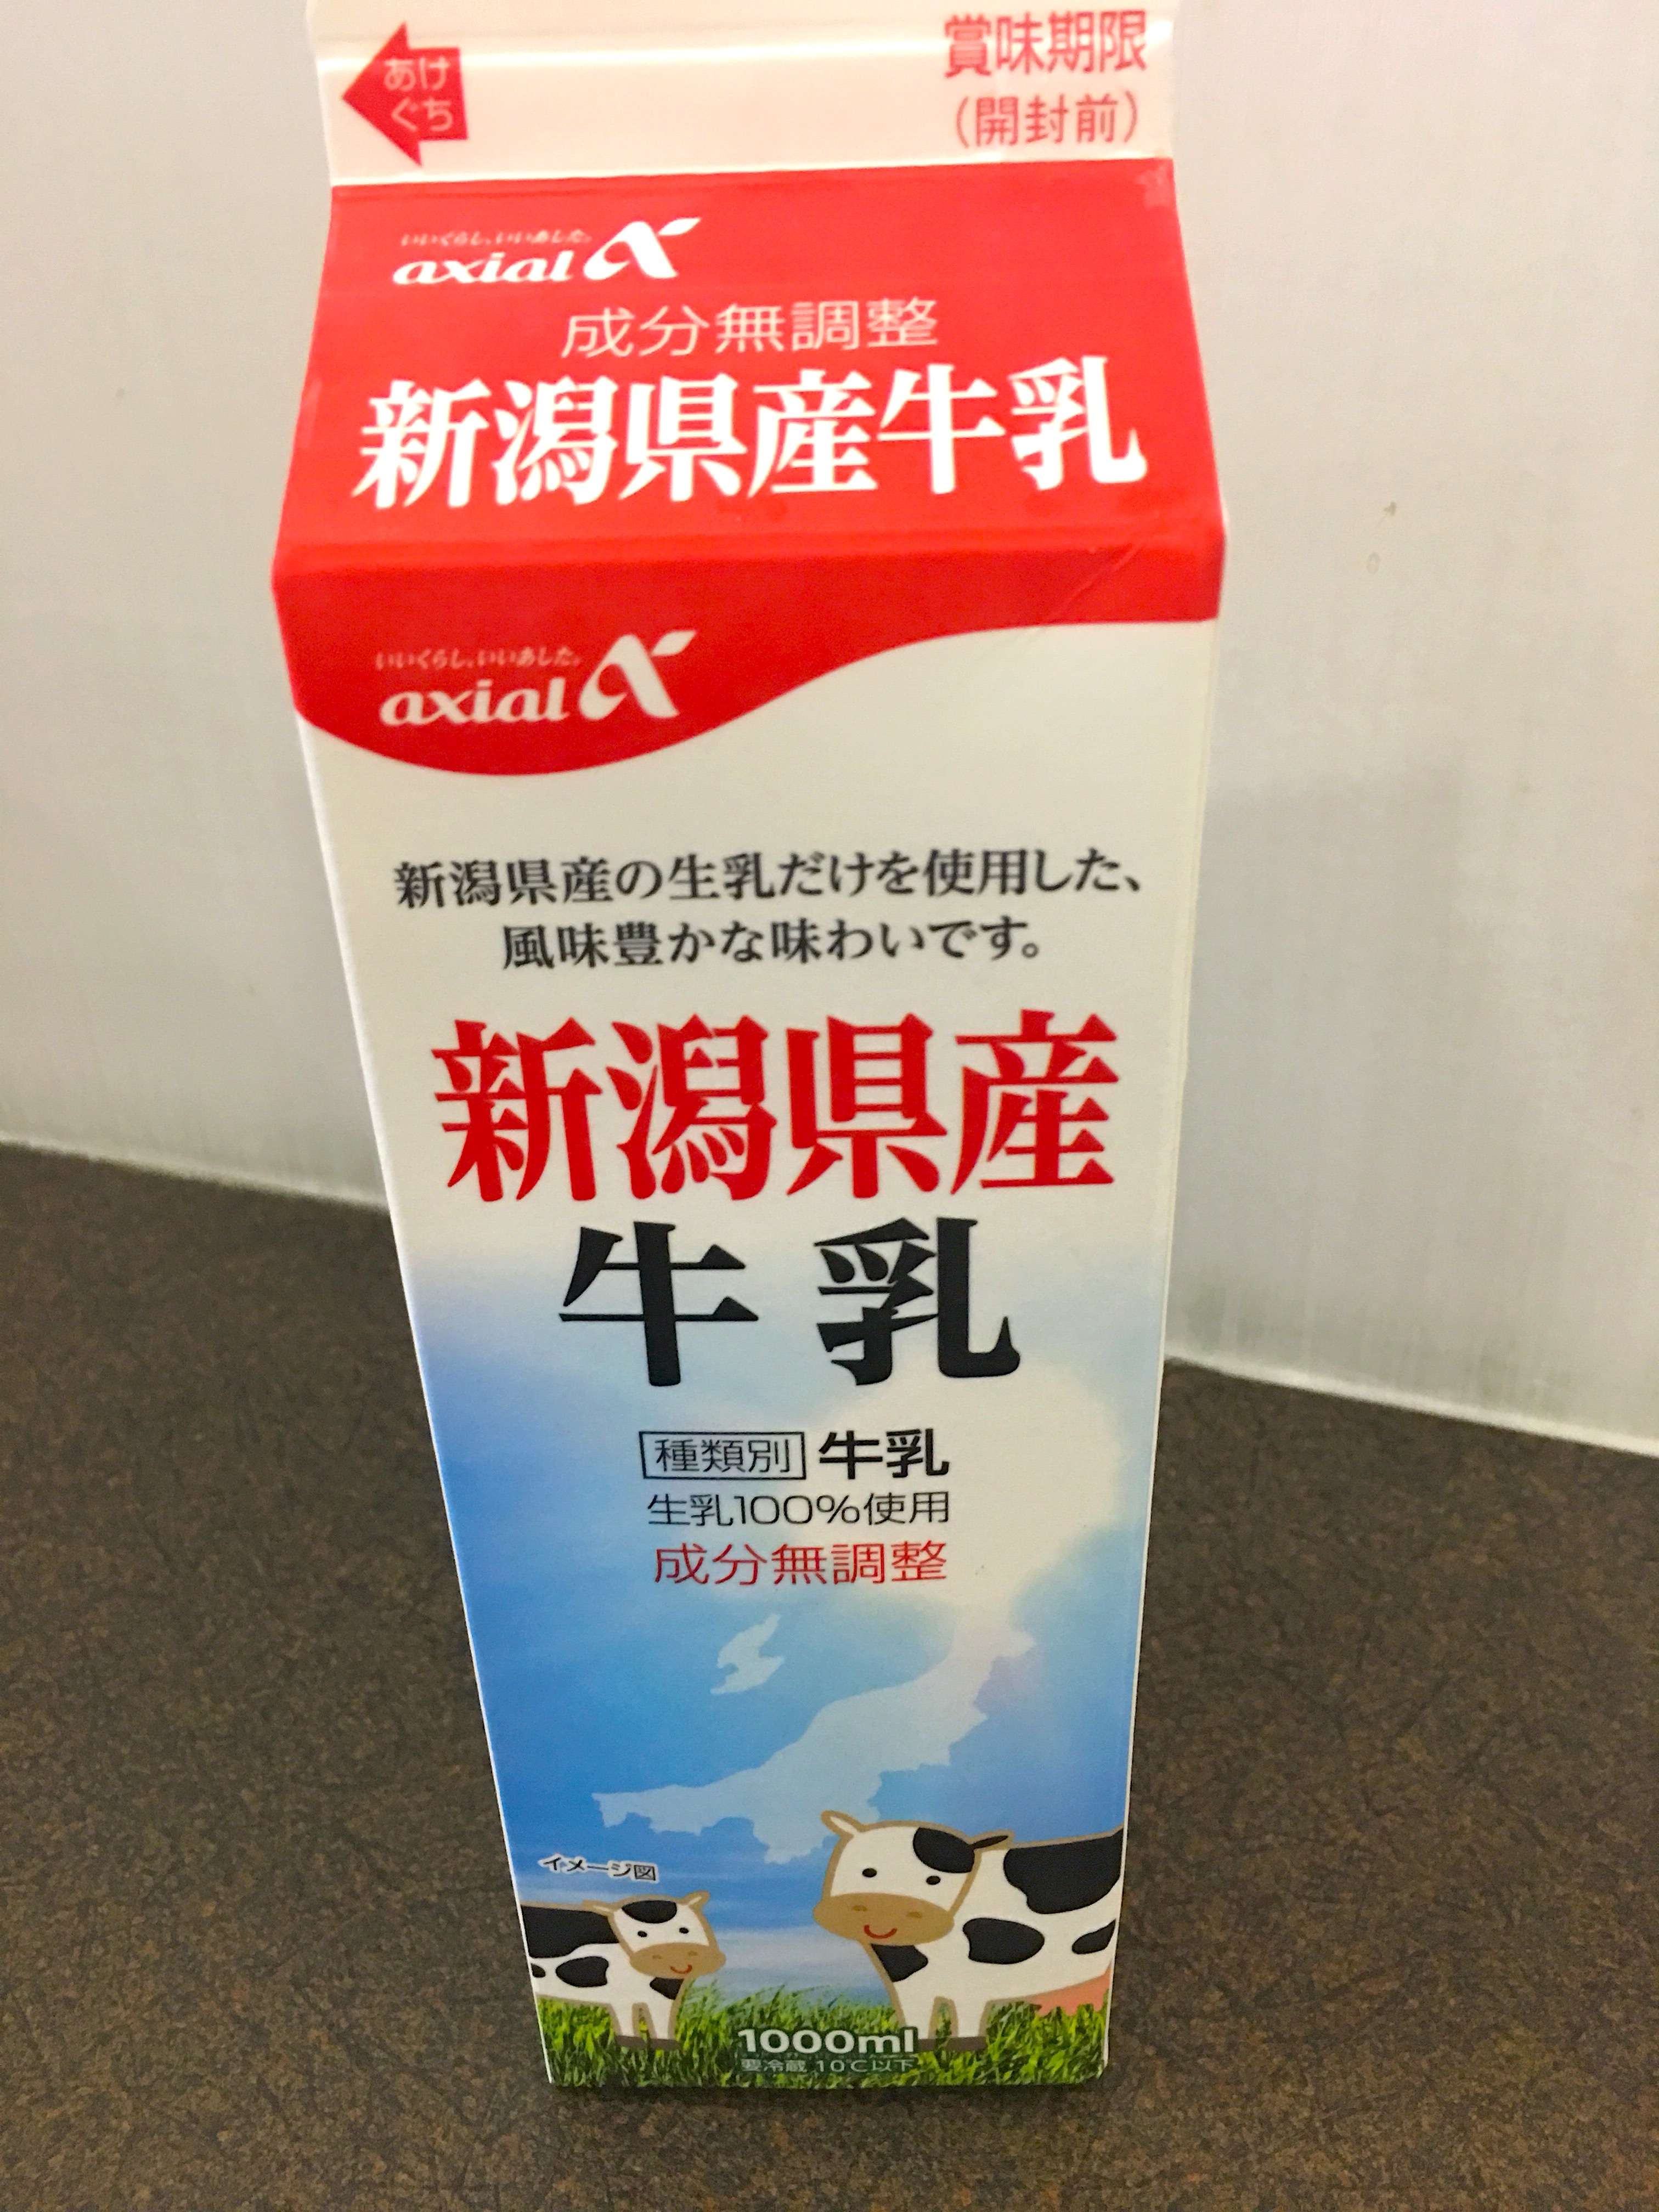 あけ
ぐち
賞味期限
(開封前)
いいくらし、いいあした。
axial
成分無調整
新潟県産牛乳
いいくらし、いいあした。
axial
新潟県産の生乳だけを使用した、
風味豊かな味わいです。
新潟県産
牛乳
種類別 牛乳
生乳100%使用
成分無調整
イメージ図
1000ml
要冷蔵 10℃以下